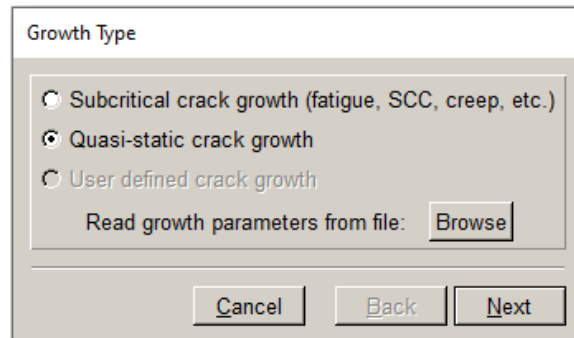 Growth Type
Subcritical crack growth (fatigue, SCC, creep, etc.)
Quasi-static crack growth
User defined crack growth
Read growth parameters from file: Browse
Cancel Back Next